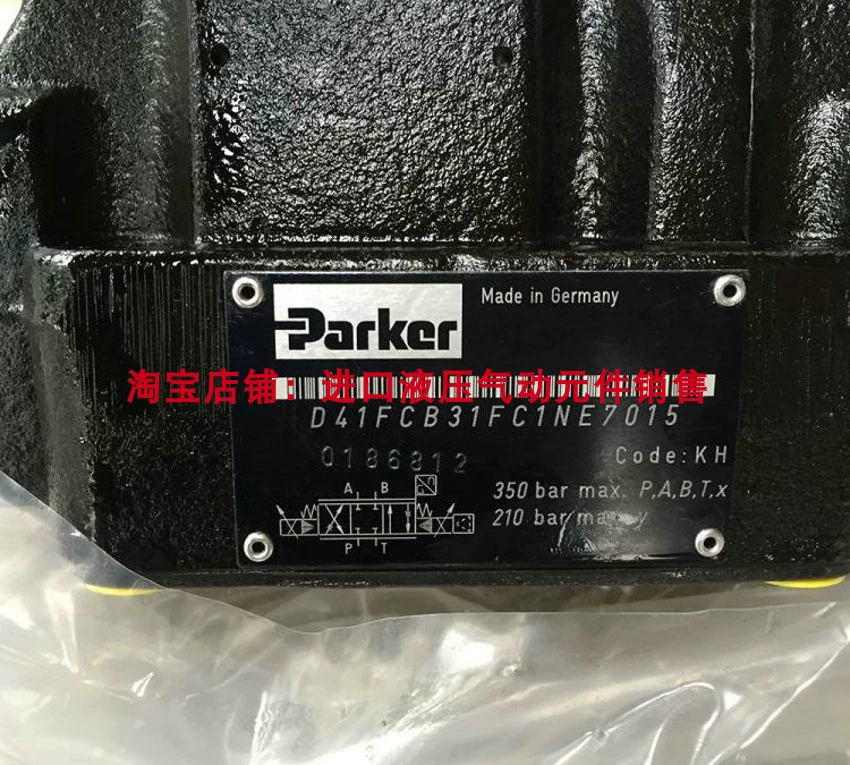 Made in Germany
Parker
淘宝店铺：进口液压气动元件销售
D41FCB31FC1NE7015
0186812
Code:KH
A B
350 bar max. P,A,B,T,x
210 bar max. y
P T